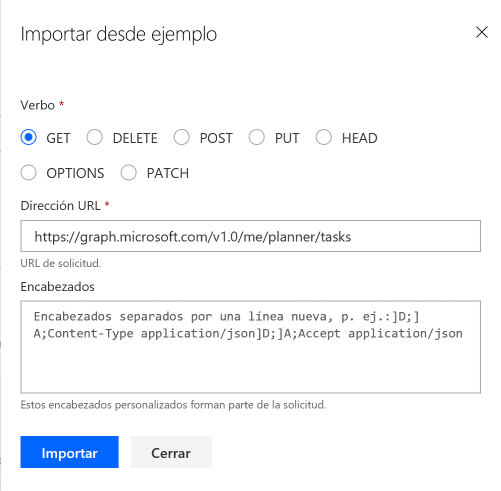 Importar desde ejemplo
Verbo *
GET DELETE POST PUT HEAD
OPTIONS PATCH
Dirección URL *
https://graph.microsoft.com/v1.0/me/planner/tasks
URL de solicitud.
Encabezados
Encabezados separados por una línea nueva, p. ej.:]D;]
A;Content-Type application/json]D;]A;Accept application/json
Estos encabezados personalizados forman parte de la solicitud.
Importar Cerrar